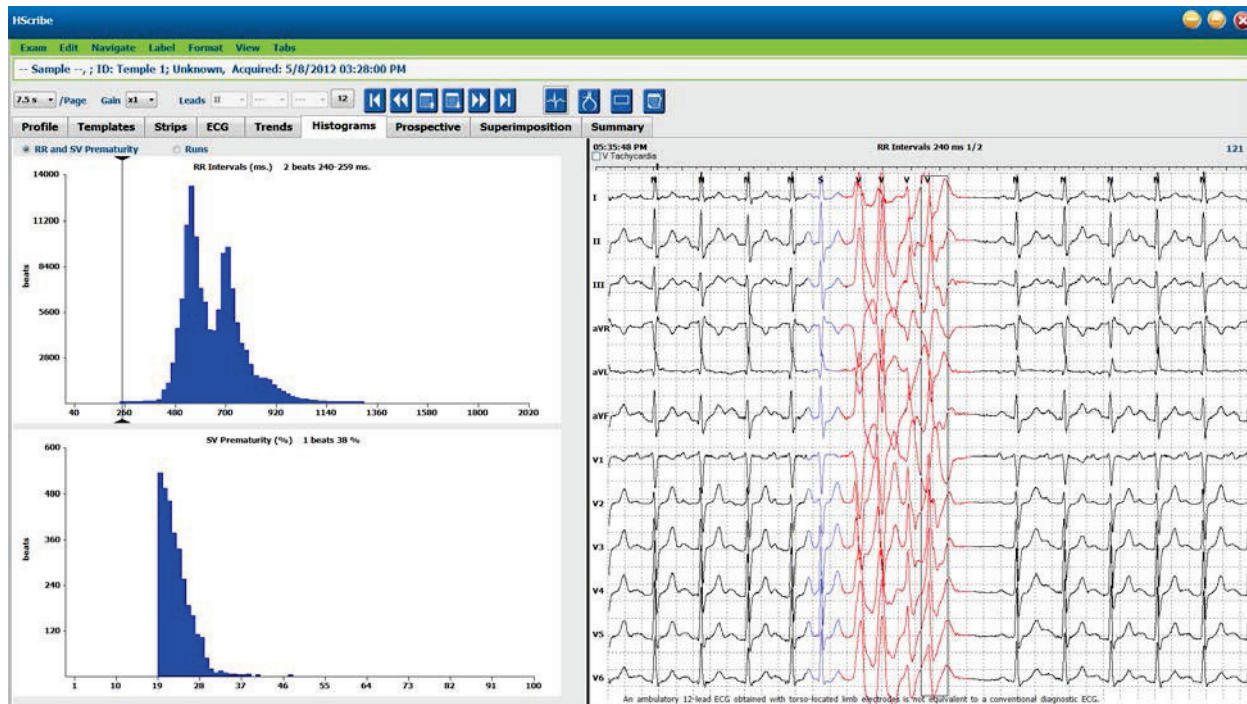 HScribe
Exam Edit Navigate Label Format View Tabs
-- Sample --, ; ID: Temple 1; Unknown, Acquired: 5/8/2012 03:28:00 PM
7.5 s /Page Gain x1 Leads II --- --- 12
Profile Templates Strips ECG Trends Histograms Prospective Superimposition Summary
RR and SV Prematurity Runs
RR Intervals (ms.) 2 beats 240-259 ms.
14000
11200
8400
5600
2800
beats
40 260 480 700 920 1140 1360 1580 1800 2020
SV Prematurity (%) 1 beats 38 %
600
480
360
240
120
beats
1 10 19 28 37 46 55 64 73 82 91 100
05:35:48 PM RR Intervals 240 ms 1/2 121
V Tachycardia
N N N N S V V V V N N N N N
I
II
III
aVR
aVL
aVF
V1
V2
V3
V4
V5
V6
An ambulatory 12-lead ECG obtained with torso-located limb electrodes is not equivalent to a conventional diagnostic ECG.